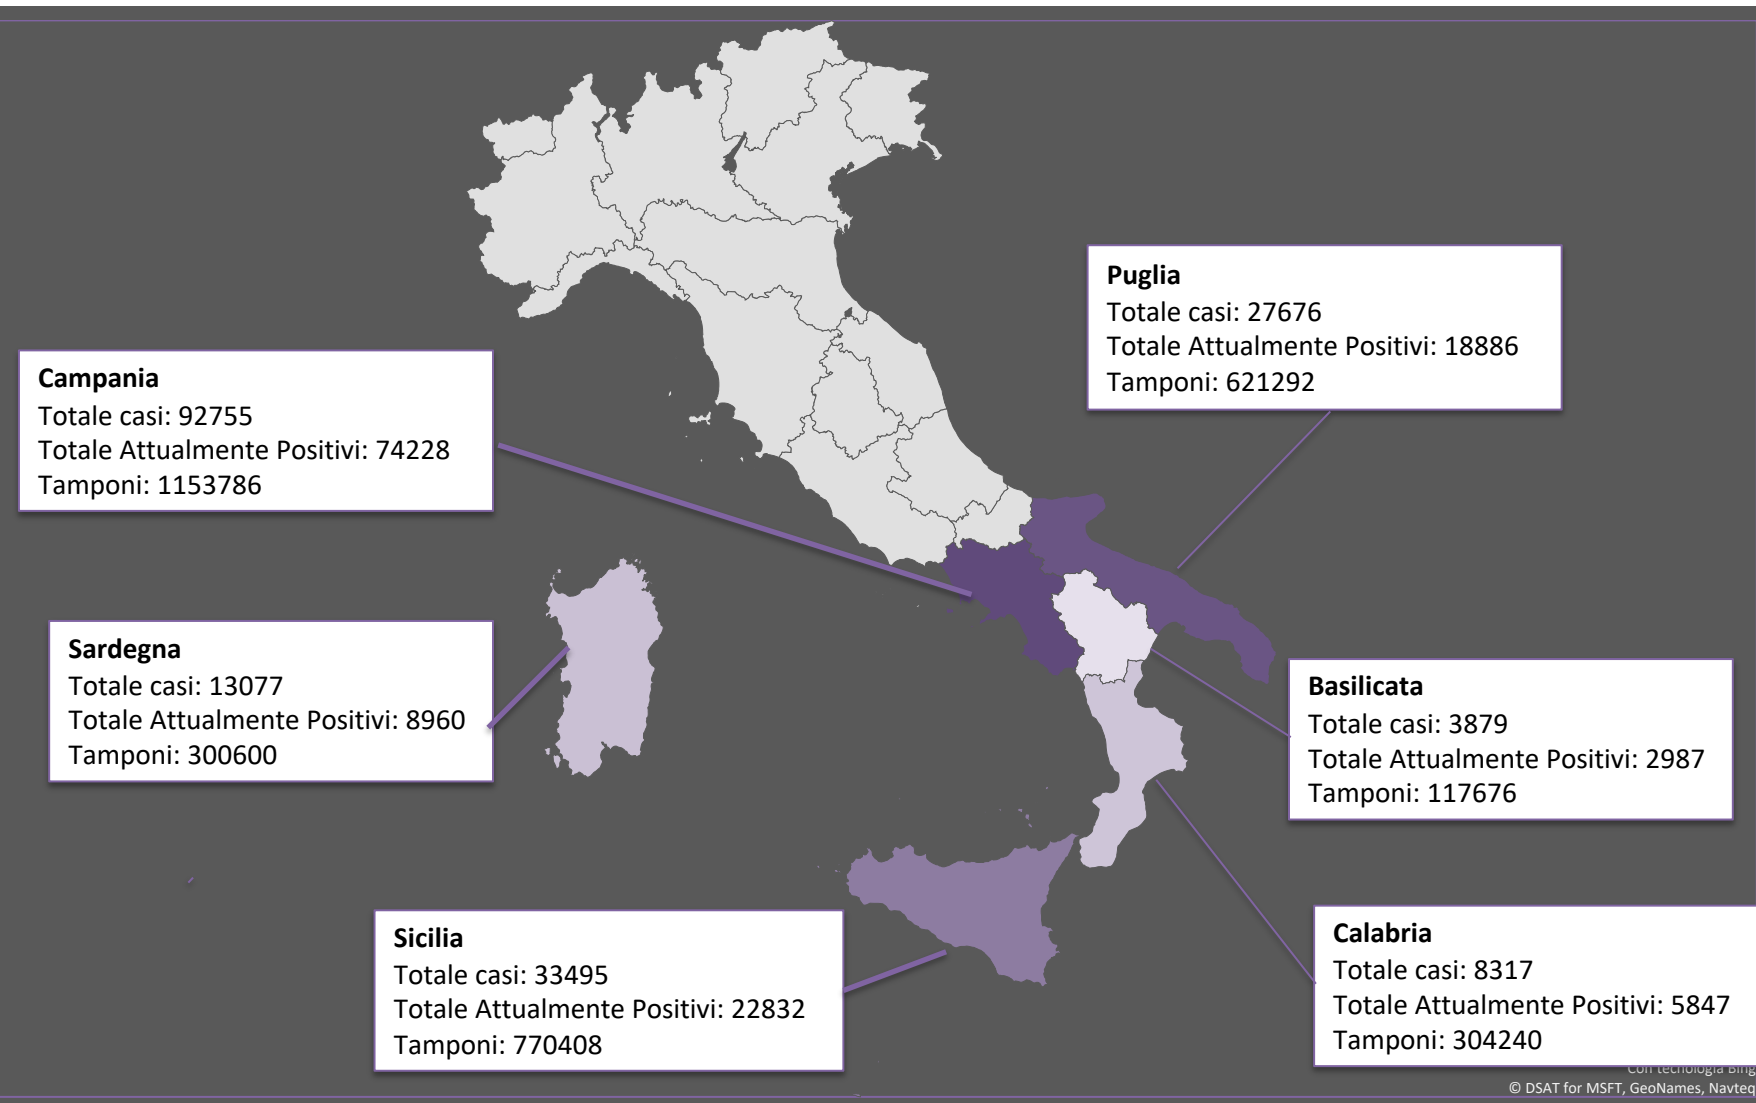 Puglia
Totale casi: 27676
Totale Attualmente Positivi: 18886
Tamponi: 621292
Campania
Totale casi: 92755
Totale Attualmente Positivi: 74228
Tamponi: 1153786
Sardegna
Totale casi: 13077
Totale Attualmente Positivi: 8960
Tamponi: 300600
Basilicata
Totale casi: 3879
Totale Attualmente Positivi: 2987
Tamponi: 117676
Sicilia
Totale casi: 33495
Totale Attualmente Positivi: 22832
Tamponi: 770408
Calabria
Totale casi: 8317
Totale Attualmente Positivi: 5847
Tamponi: 304240
Con tecnologia Bing
© DSAT for MSFT, GeoNames, Navteq